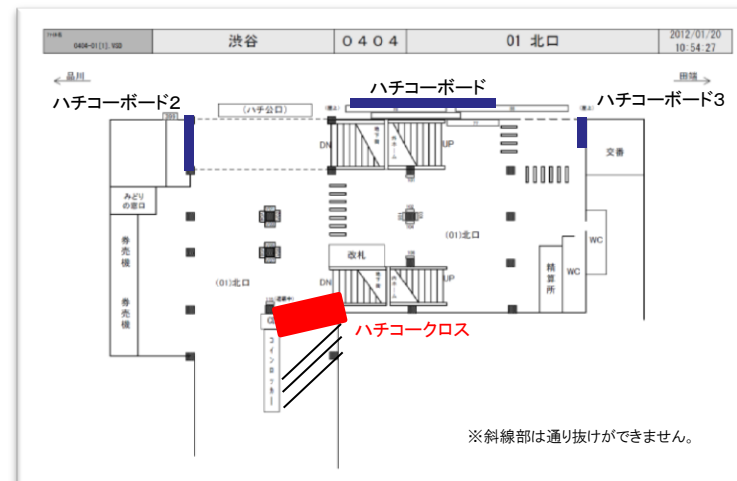 0404-01[1].VSD
渋谷
0404
01 北口
2012/01/20
10:54:27
品川
田端
ハチコーボード2
ハチコーボード
ハチコーボード3
(ハチ公口)
DN
UP
交番
みどり
の窓口
券売機
券売機
(01)北口
(01)北口
改札
DN
UP
精算所
WC
WC
コインロッカー
ハチコークロス
※斜線部は通り抜けができません。